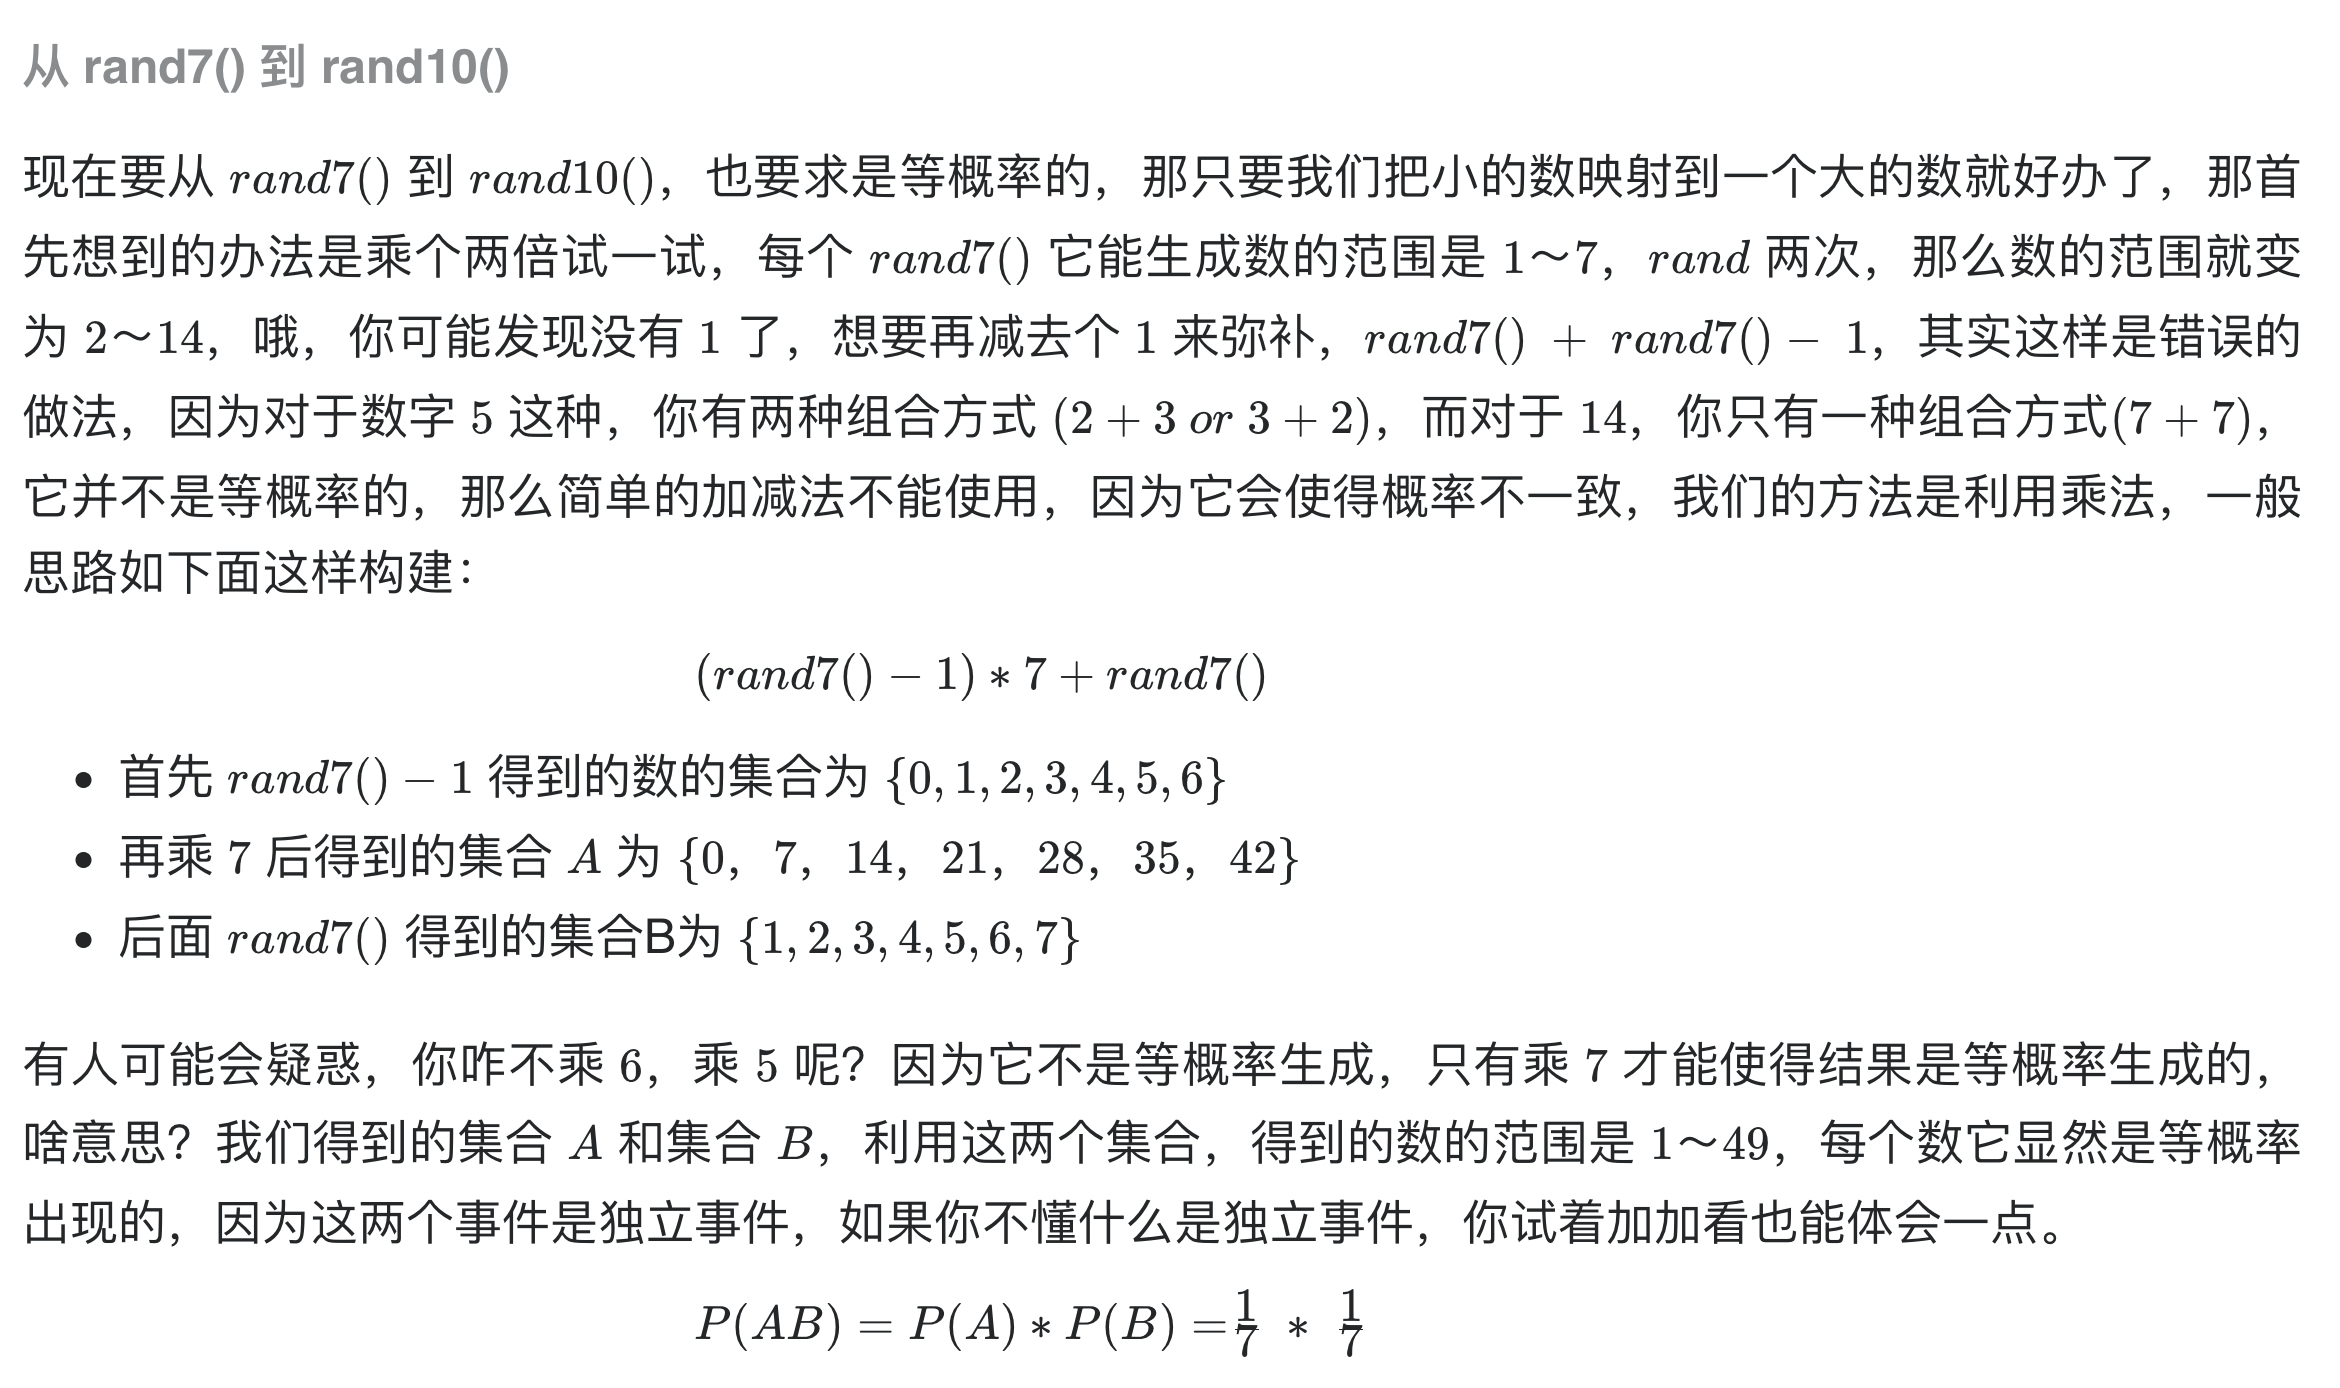 从 rand7() 到 rand10()
现在要从 rand7() 到 rand10()，也要求是等概率的，那只要我们把小的数映射到一个大的数就好办了，那首
先想到的办法是乘个两倍试一试，每个 rand7() 它能生成数的范围是 1～7，rand 两次，那么数的范围就变
为 2～14，哦，你可能发现没有 1 了，想要再减去个 1 来弥补，rand7() + rand7() − 1，其实这样是错误的
做法，因为对于数字 5 这种，你有两种组合方式 (2 + 3 or 3 + 2)，而对于 14，你只有一种组合方式(7 + 7)，
它并不是等概率的，那么简单的加减法不能使用，因为它会使得概率不一致，我们的方法是利用乘法，一般
思路如下面这样构建：
(rand7() − 1) ∗ 7 + rand7()
• 首先 rand7() − 1 得到的数的集合为 {0, 1, 2, 3, 4, 5, 6}
• 再乘 7 后得到的集合 A 为 {0，7，14，21，28，35，42}
• 后面 rand7() 得到的集合B为 {1, 2, 3, 4, 5, 6, 7}
有人可能会疑惑，你咋不乘 6，乘 5 呢？因为它不是等概率生成，只有乘 7 才能使得结果是等概率生成的，
啥意思？我们得到的集合 A 和集合 B，利用这两个集合，得到的数的范围是 1～49，每个数它显然是等概率
出现的，因为这两个事件是独立事件，如果你不懂什么是独立事件，你试着加加看也能体会一点。
P(AB) = P(A) ∗ P(B) = 1/7 ∗ 1/7